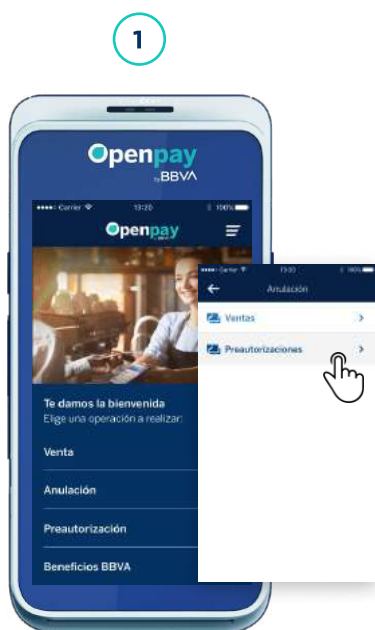 1
Openpay
by BBVA
Carrier 13:20 100%
Openpay
Te damos la bienvenida
Elige una operación a realizar:
Venta
Anulación
Preautorización
Beneficios BBVA
Carrier 13:20 100%
Anulación
Ventas
Preautorizaciones